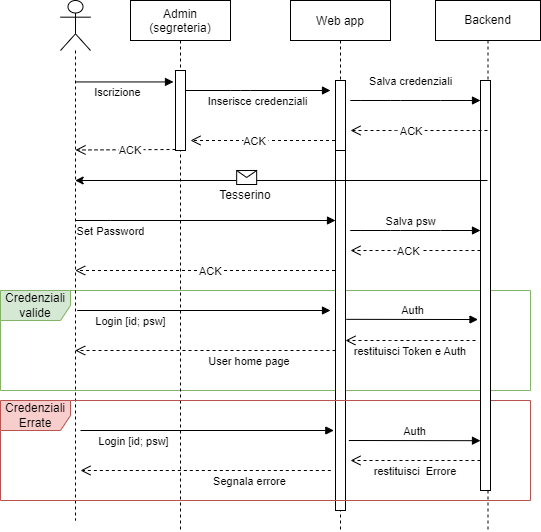 Admin
(segreteria)
Web app
Backend
Iscrizione
Inserisce credenziali
Salva credenziali
ACK
ACK
ACK
Tesserino
Set Password
Salva psw
ACK
ACK
Credenziali
valide
Login [id; psw]
Auth
restituisci Token e Auth
User home page
Credenziali
Errate
Login [id; psw]
Auth
restituisci Errore
Segnala errore